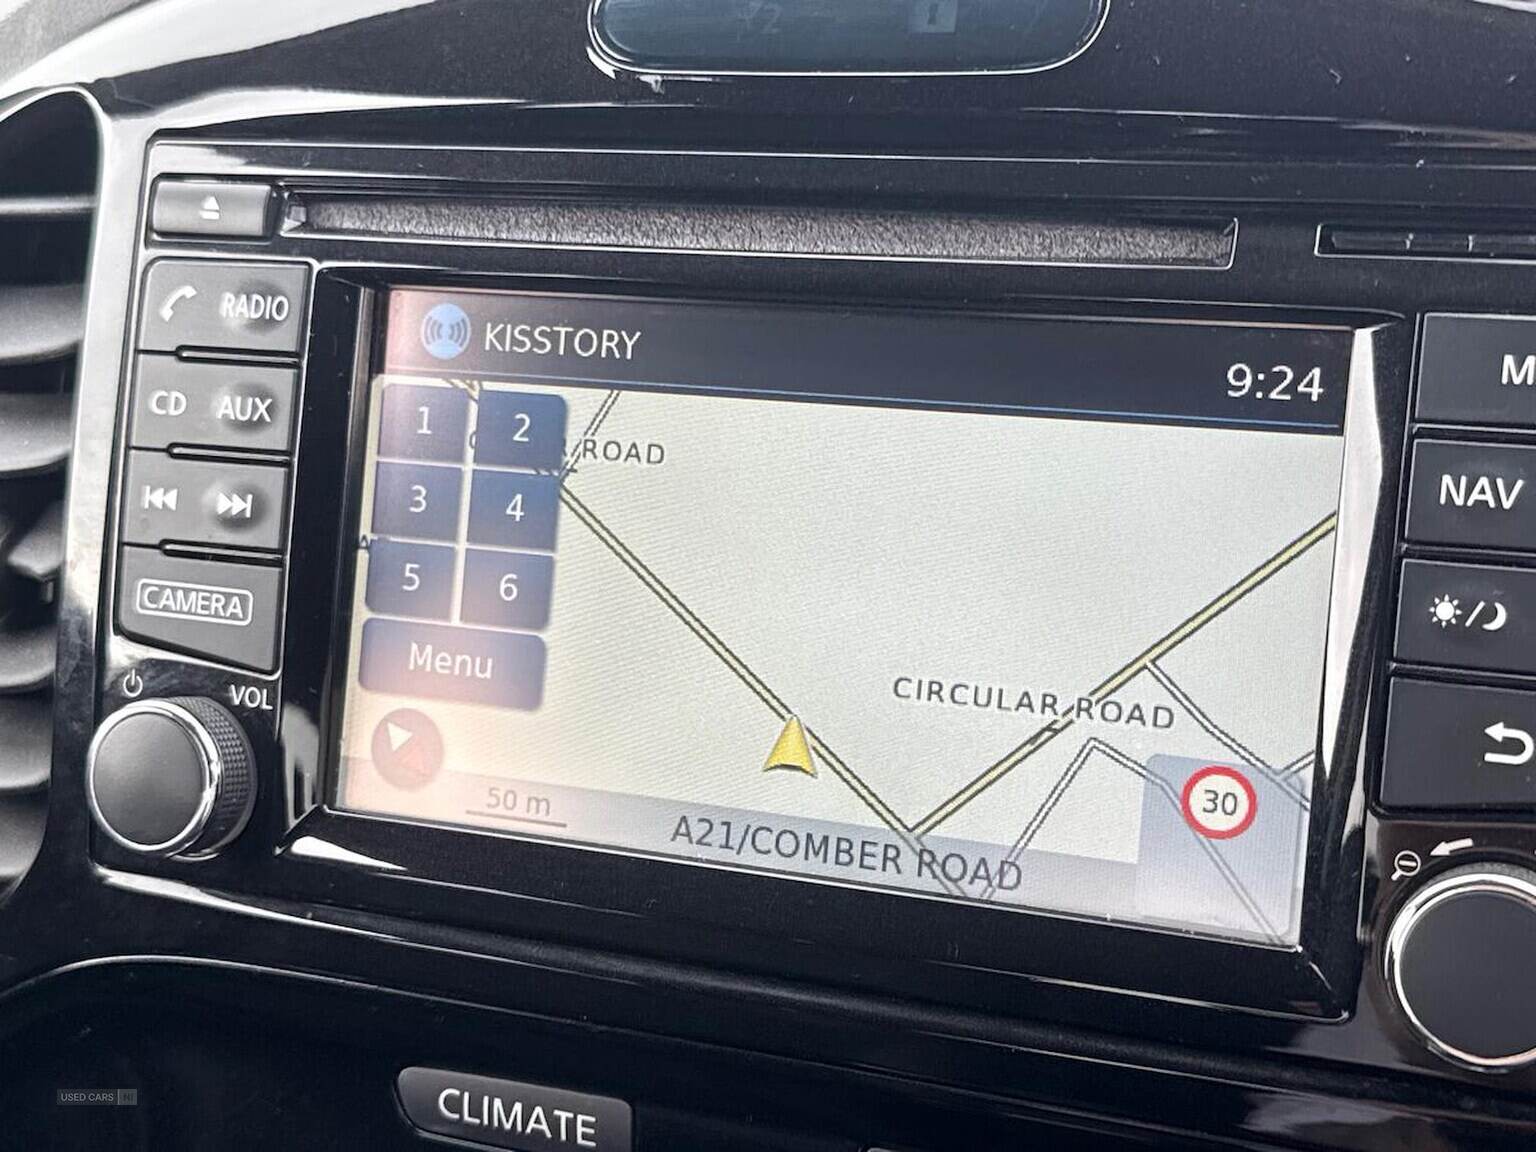 RADIO
CD AUX
CAMERA
VOL
KISSTORY
9:24
1 2
3 4
5 6
Menu
ROAD
CIRCULAR ROAD
50 m
A21/COMBER ROAD
30
M
NAV
CLIMATE
USED CARS NI